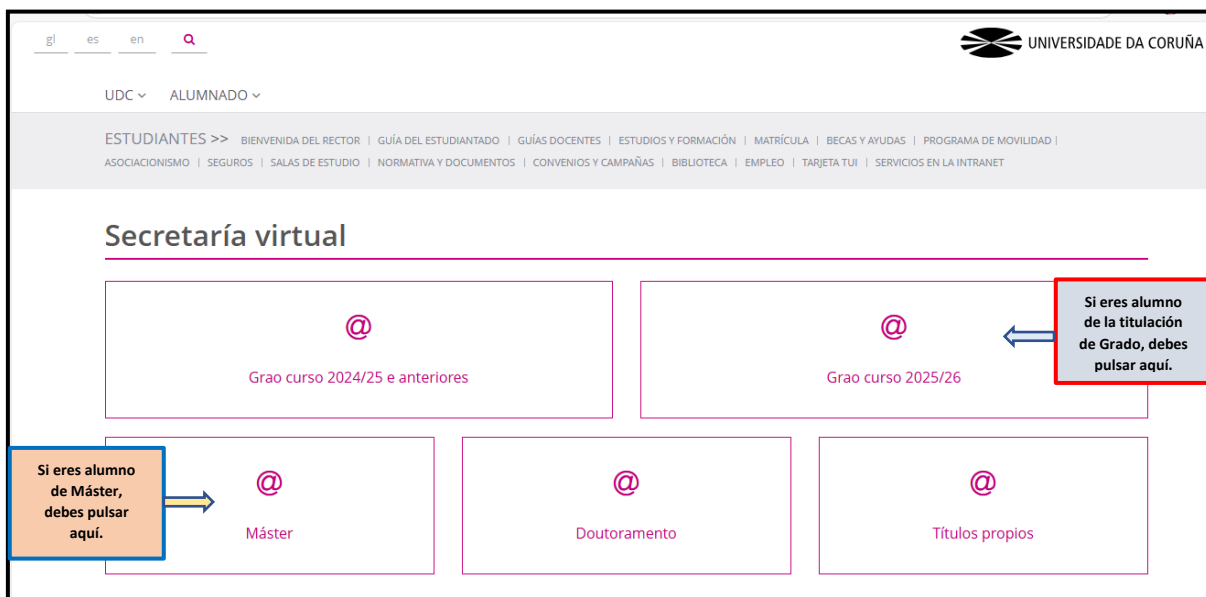 gl es en
UNIVERSIDADE DA CORUÑA
UDC ALUMNADO
ESTUDIANTES >> BIENVENIDA DEL RECTOR | GUÍA DEL ESTUDIANTADO | GUÍAS DOCENTES | ESTUDIOS Y FORMACIÓN | MATRÍCULA | BECAS Y AYUDAS | PROGRAMA DE MOVILIDAD |
ASOCIACIONISMO | SEGUROS | SALAS DE ESTUDIO | NORMATIVA Y DOCUMENTOS | CONVENIOS Y CAMPAÑAS | BIBLIOTECA | EMPLEO | TARJETA TUI | SERVICIOS EN LA INTRANET
Secretaría virtual
@
Grao curso 2024/25 e anteriores
@
Grao curso 2025/26
Si eres alumno
de la titulación
de Grado, debes
pulsar aquí.
Si eres alumno
de Máster,
debes pulsar
aquí.
@
Máster
@
Doutoramento
@
Títulos propios